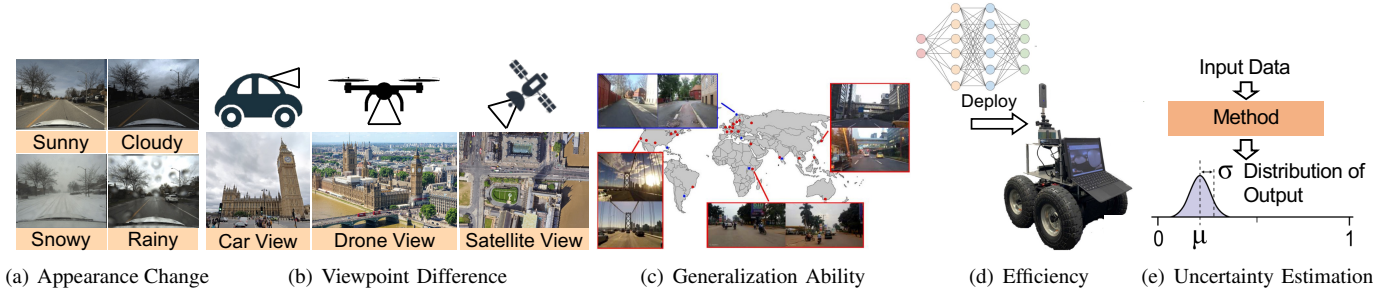 Sunny
Cloudy
Snowy
Rainy
(a) Appearance Change
Car View
Drone View
Satellite View
(b) Viewpoint Difference
(c) Generalization Ability
Deploy
(d) Efficiency
Input Data
Method
σ Distribution of
Output
0 μ 1
(e) Uncertainty Estimation